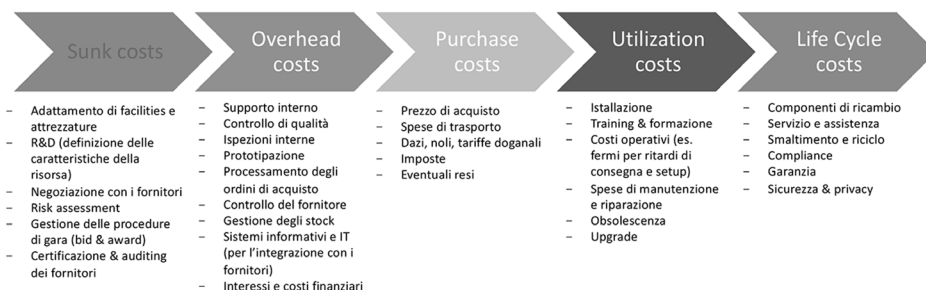 Sunk costs
– Adattamento di facilities e
attrezzature
– R&D (definizione delle
caratteristiche della
risorsa)
– Negoziazione con i fornitori
– Risk assessment
– Gestione delle procedure
di gara (bid & award)
– Certificazione & auditing
dei fornitori
Overhead
costs
– Supporto interno
– Controllo di qualità
– Ispezioni interne
– Prototipazione
– Processamento degli
ordini di acquisto
– Controllo del fornitore
– Gestione degli stock
– Sistemi informativi e IT
(per l’integrazione con i
fornitori)
– Interessi e costi finanziari
Purchase
costs
– Prezzo di acquisto
– Spese di trasporto
– Dazi, noli, tariffe doganali
– Imposte
– Eventuali resi
Utilization
costs
– Istallazione
– Training & formazione
– Costi operativi (es.
fermi per ritardi di
consegna e setup)
– Spese di manutenzione
e riparazione
– Obsolescenza
– Upgrade
Life Cycle
costs
– Componenti di ricambio
– Servizio e assistenza
– Smaltimento e riciclo
– Compliance
– Garanzia
– Sicurezza & privacy